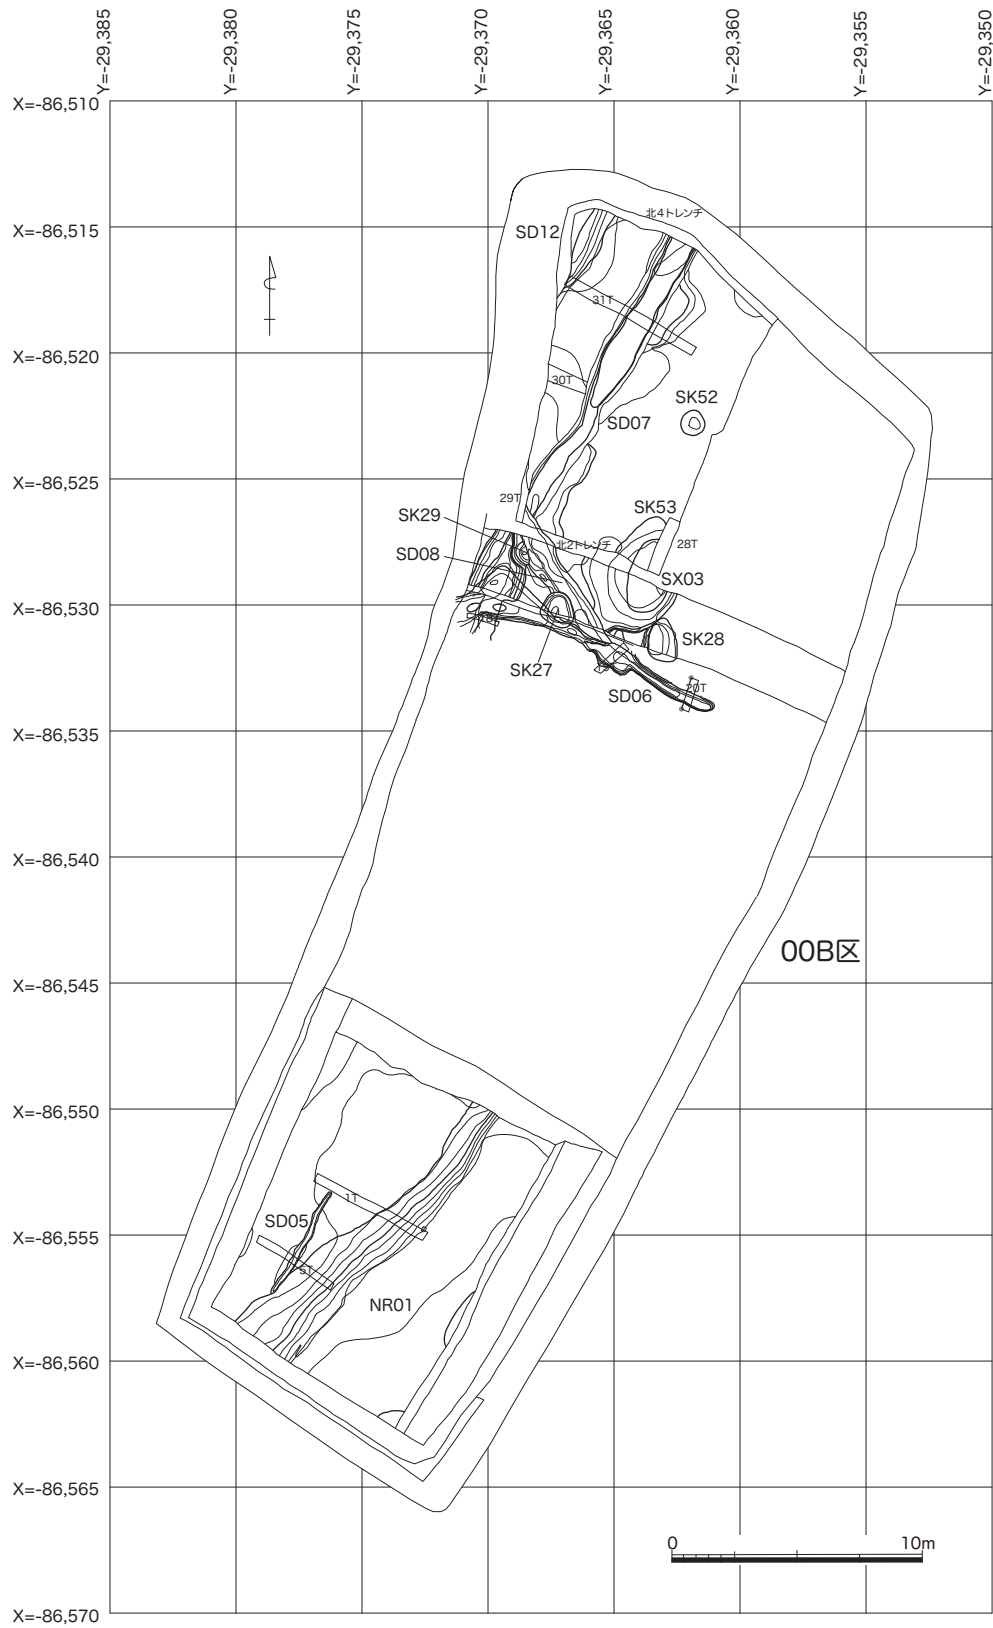 Y=-29,385
Y=-29,380
Y=-29,375
Y=-29,370
Y=-29,365
Y=-29,360
Y=-29,355
Y=-29,350
X=-86,510
X=-86,515
X=-86,520
X=-86,525
X=-86,530
X=-86,535
X=-86,540
X=-86,545
X=-86,550
X=-86,555
X=-86,560
X=-86,565
X=-86,570
北4トレンチ
SD12
31T
30T
SK52
SD07
29T
SK53
SK29
北2トレンチ
28T
SD08
SX03
SK28
SK27
20T
SD06
00B区
1T
SD05
5T
NR01
0
10m